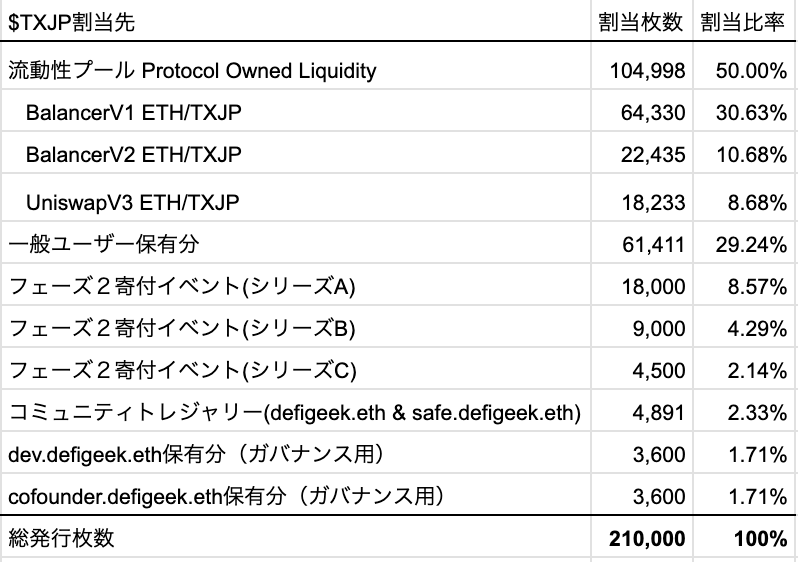 $TXJP割当先 割当枚数 割当比率
流動性プール Protocol Owned Liquidity 104,998 50.00%
BalancerV1 ETH/TXJP 64,330 30.63%
BalancerV2 ETH/TXJP 22,435 10.68%
UniswapV3 ETH/TXJP 18,233 8.68%
一般ユーザー保有分 61,411 29.24%
フェーズ２寄付イベント(シリーズA) 18,000 8.57%
フェーズ２寄付イベント(シリーズB) 9,000 4.29%
フェーズ２寄付イベント(シリーズC) 4,500 2.14%
コミュニティトレジャリー(defigeek.eth & safe.defigeek.eth) 4,891 2.33%
dev.defigeek.eth保有分（ガバナンス用） 3,600 1.71%
cofounder.defigeek.eth保有分（ガバナンス用） 3,600 1.71%
総発行枚数 210,000 100%